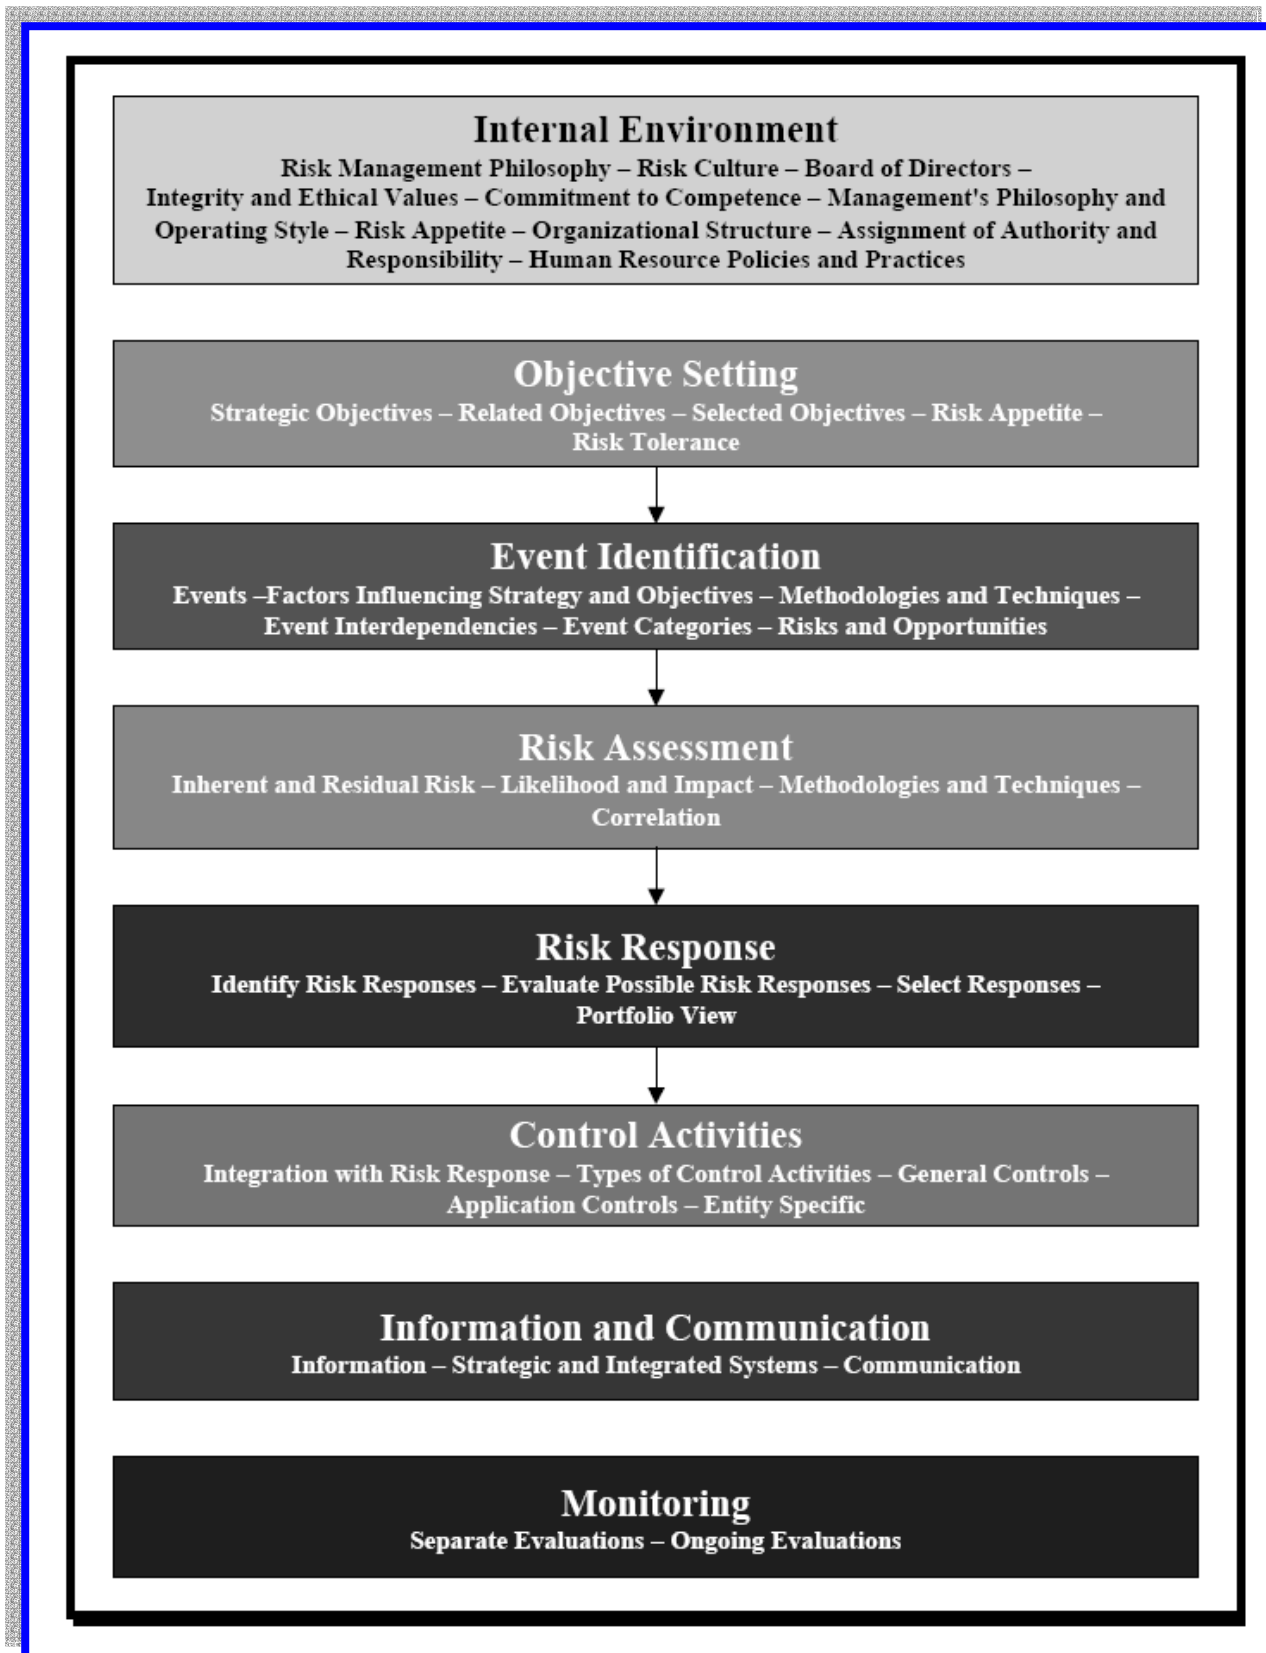 Internal Environment
Risk Management Philosophy – Risk Culture – Board of Directors –
Integrity and Ethical Values – Commitment to Competence – Management's Philosophy and
Operating Style – Risk Appetite – Organizational Structure – Assignment of Authority and
Responsibility – Human Resource Policies and Practices
Objective Setting
Strategic Objectives – Related Objectives – Selected Objectives – Risk Appetite –
Risk Tolerance
Event Identification
Events –Factors Influencing Strategy and Objectives – Methodologies and Techniques –
Event Interdependencies – Event Categories – Risks and Opportunities
Risk Assessment
Inherent and Residual Risk – Likelihood and Impact – Methodologies and Techniques –
Correlation
Risk Response
Identify Risk Responses – Evaluate Possible Risk Responses – Select Responses –
Portfolio View
Control Activities
Integration with Risk Response – Types of Control Activities – General Controls –
Application Controls – Entity Specific
Information and Communication
Information – Strategic and Integrated Systems – Communication
Monitoring
Separate Evaluations – Ongoing Evaluations